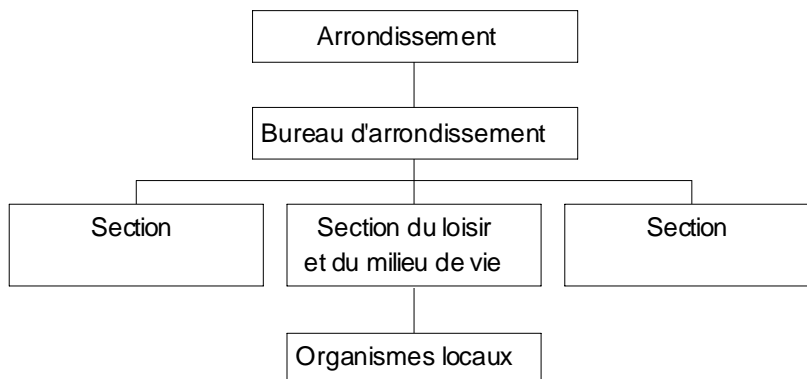 Arrondissement
Bureau d'arrondissement
Section
Section du loisir
et du milieu de vie
Section
Organismes locaux